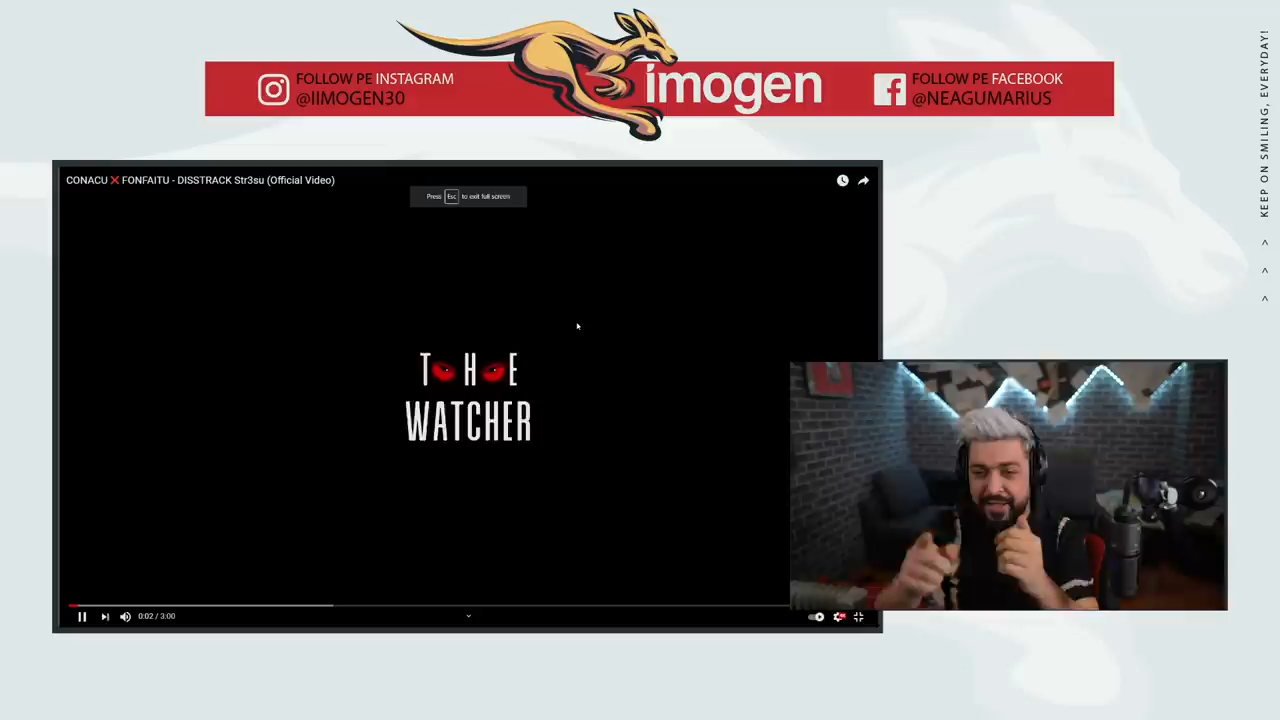 FOLLOW PE INSTAGRAM
@IIMOGEN30
imogen
FOLLOW PE FACEBOOK
@NEAGUMARIUS
KEEP ON SMILING, EVERYDAY!
> > >
CONACU ❌ FONFAITU - DISSTRACK Str3su (Official Video)
Press Esc to exit full screen
THE
WATCHER
0:02 / 3:00